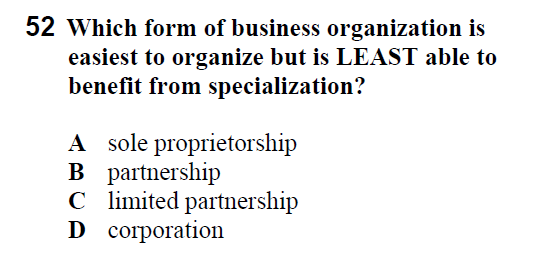 52 Which form of business organization is
easiest to organize but is LEAST able to
benefit from specialization?
A sole proprietorship
B partnership
C limited partnership
D corporation